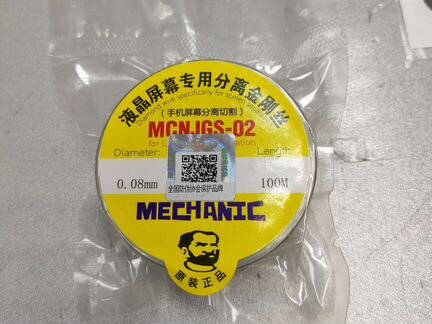 液晶屏幕专用分离金刚丝
Diamond wire specifically for screen separation
（手机屏幕分离切割）
MCNJGS-02
for
Diameter:
Length:
0.08mm
100M
全国防伪协会保护品牌
MECHANIC
原装正品